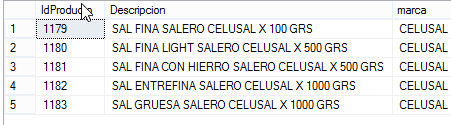 IdProducto Descripcion marca
1 1179 SAL FINA SALERO CELUSAL X 100 GRS CELUSAL
2 1180 SAL FINA LIGHT SALERO CELUSAL X 500 GRS CELUSAL
3 1181 SAL FINA CON HIERRO SALERO CELUSAL X 500 GRS CELUSAL
4 1182 SAL ENTREFINA SALERO CELUSAL X 1000 GRS CELUSAL
5 1183 SAL GRUESA SALERO CELUSAL X 1000 GRS CELUSAL